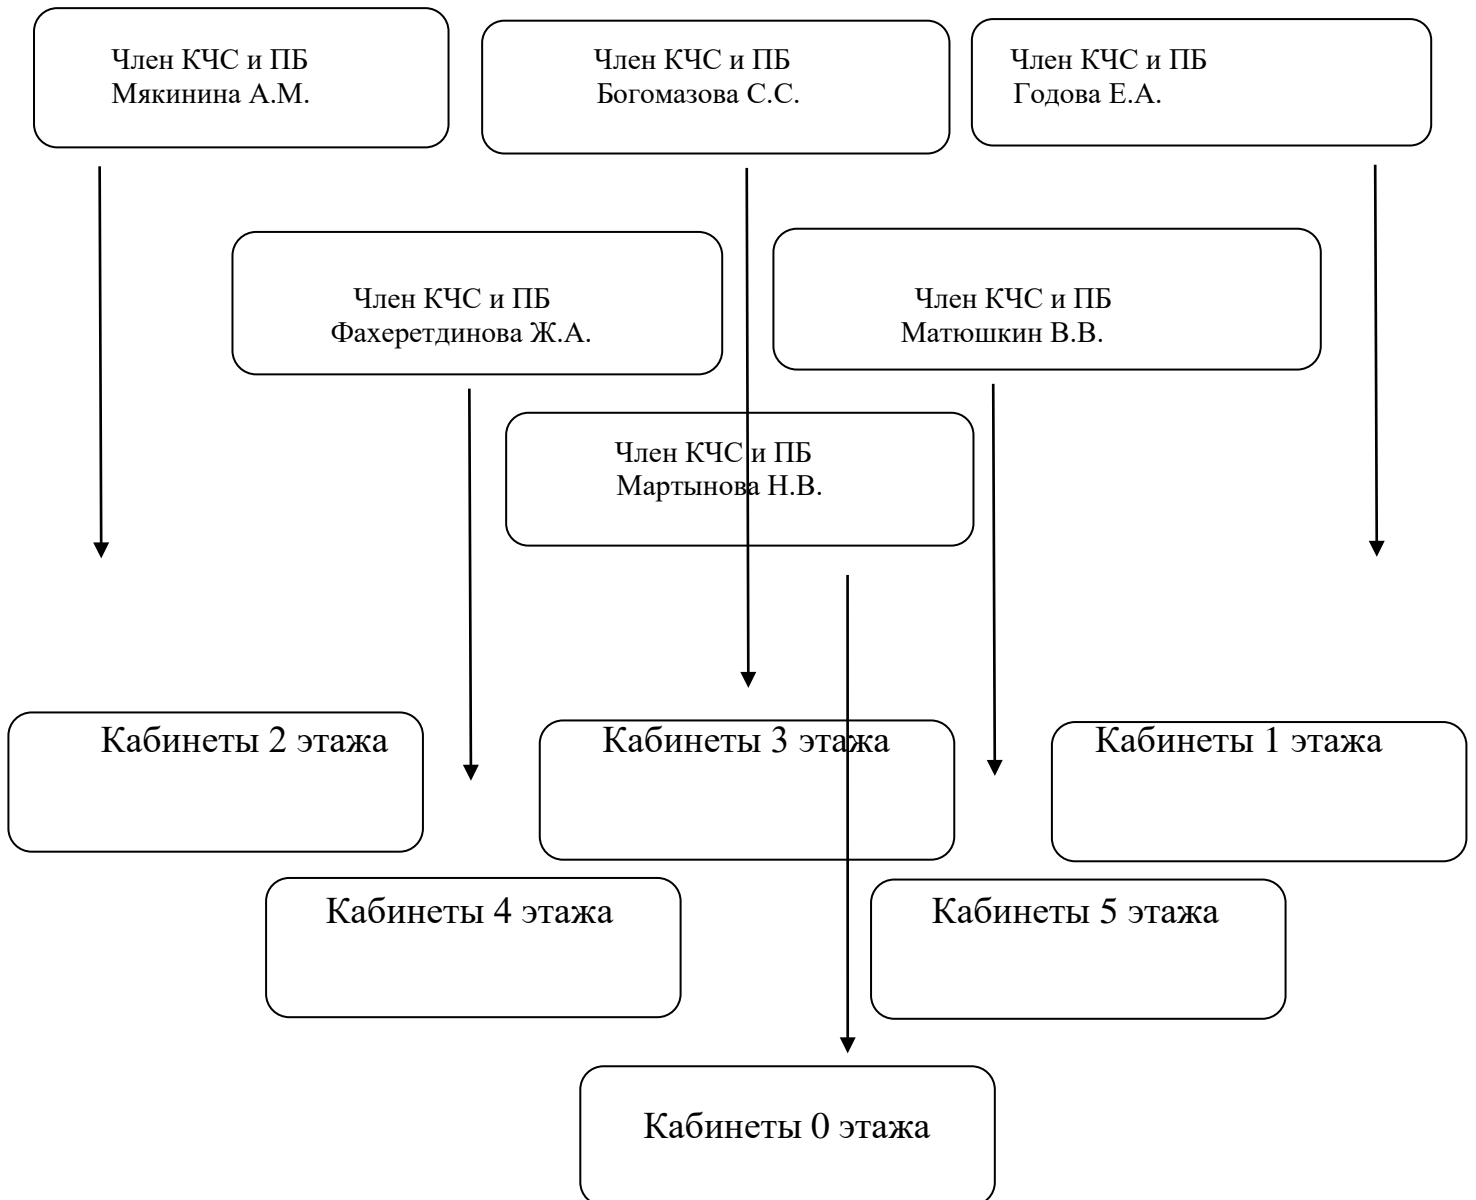 Член КЧС и ПБ
Мякинина А.М.
Член КЧС и ПБ
Богомазова С.С.
Член КЧС и ПБ
Годова Е.А.
Член КЧС и ПБ
Фахеретдинова Ж.А.
Член КЧС и ПБ
Матюшкин В.В.
Член КЧС и ПБ
Мартынова Н.В.
Кабинеты 2 этажа
Кабинеты 3 этажа
Кабинеты 1 этажа
Кабинеты 4 этажа
Кабинеты 5 этажа
Кабинеты 0 этажа